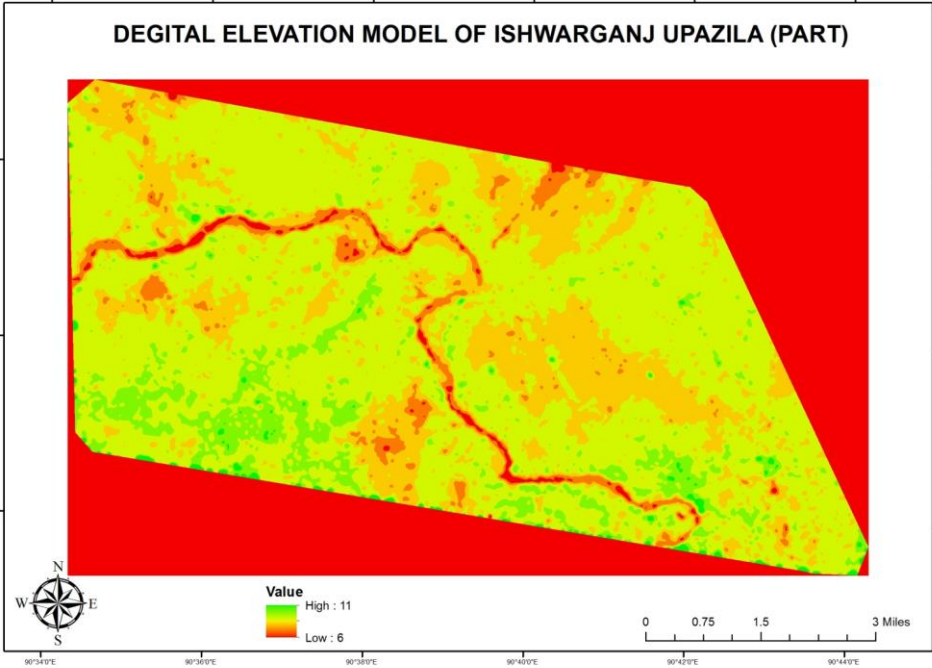 DEGITAL ELEVATION MODEL OF ISHWARGANJ UPAZILA (PART)
N
W E
S
Value
High : 11
Low : 6
0 0.75 1.5 3 Miles
90°34'0"E 90°36'0"E 90°38'0"E 90°40'0"E 90°42'0"E 90°44'0"E